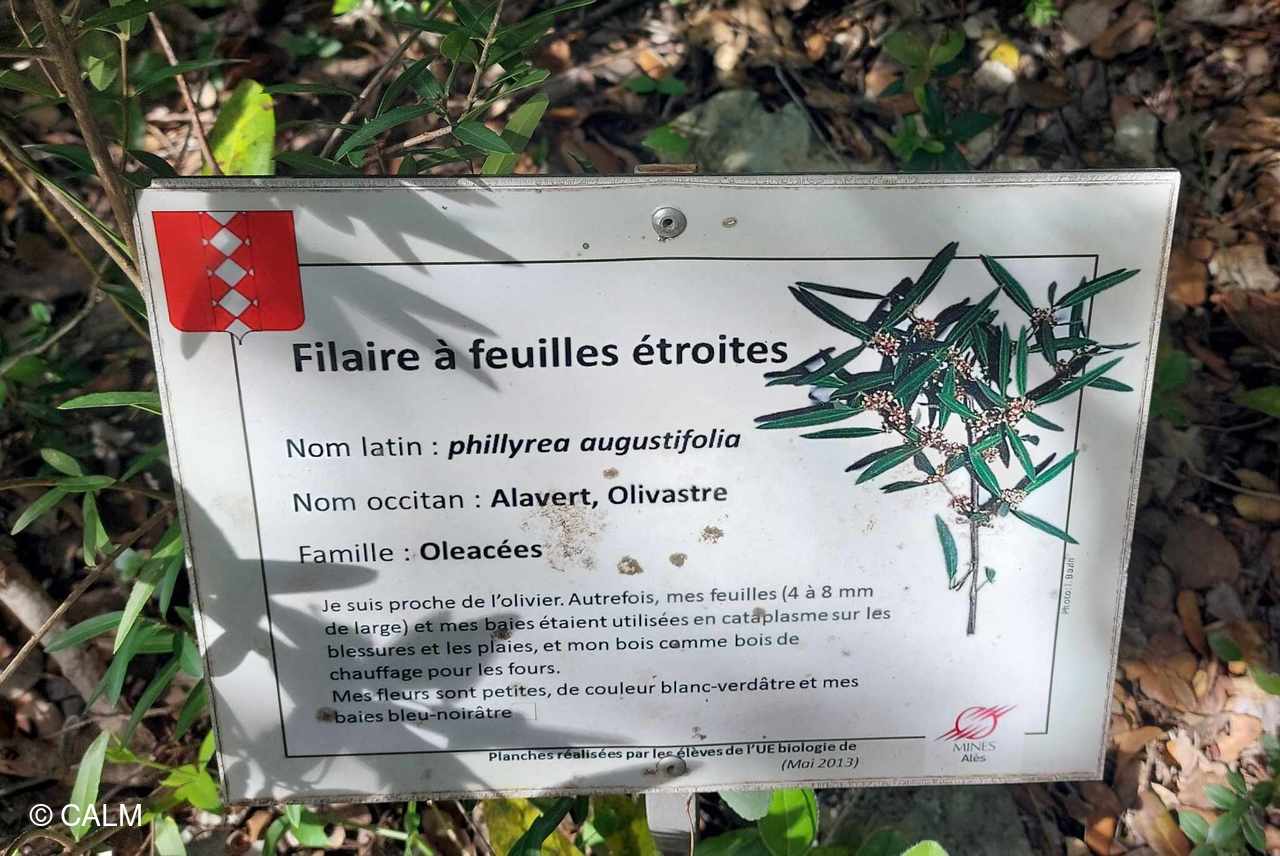 Filaire à feuilles étroites
Nom latin : phillyrea augustifolia
Nom occitan : Alavert, Olivastre
Famille : Oleacées
Je suis proche de l'olivier. Autrefois, mes feuilles (4 à 8 mm
de large) et mes baies étaient utilisées en cataplasme sur les
blessures et les plaies, et mon bois comme bois de
chauffage pour les fours.
Mes fleurs sont petites, de couleur blanc-verdâtre et mes
baies bleu-noirâtre
Photo: I. Bazin
MINES
Alès
Planches réalisées par les élèves de l'UE biologie de
(Mai 2013)
© CALM